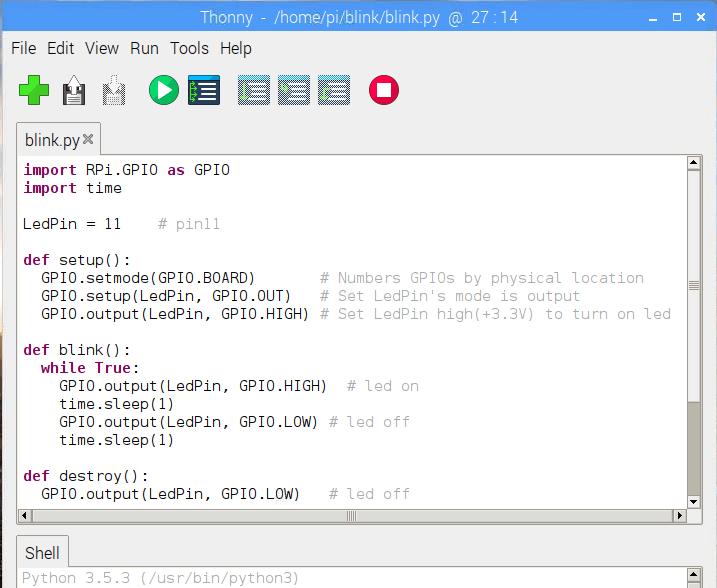 Thonny - /home/pi/blink/blink.py @ 27 : 14
File Edit View Run Tools Help
blink.py
import RPi.GPIO as GPIO
import time
LedPin = 11    # pin11
def setup():
  GPIO.setmode(GPIO.BOARD)       # Numbers GPIOs by physical location
  GPIO.setup(LedPin, GPIO.OUT)   # Set LedPin's mode is output
  GPIO.output(LedPin, GPIO.HIGH) # Set LedPin high(+3.3V) to turn on led
def blink():
  while True:
    GPIO.output(LedPin, GPIO.HIGH)  # led on
    time.sleep(1)
    GPIO.output(LedPin, GPIO.LOW) # led off
    time.sleep(1)
def destroy():
  GPIO.output(LedPin, GPIO.LOW)   # led off
Shell
Python 3.5.3 (/usr/bin/python3)